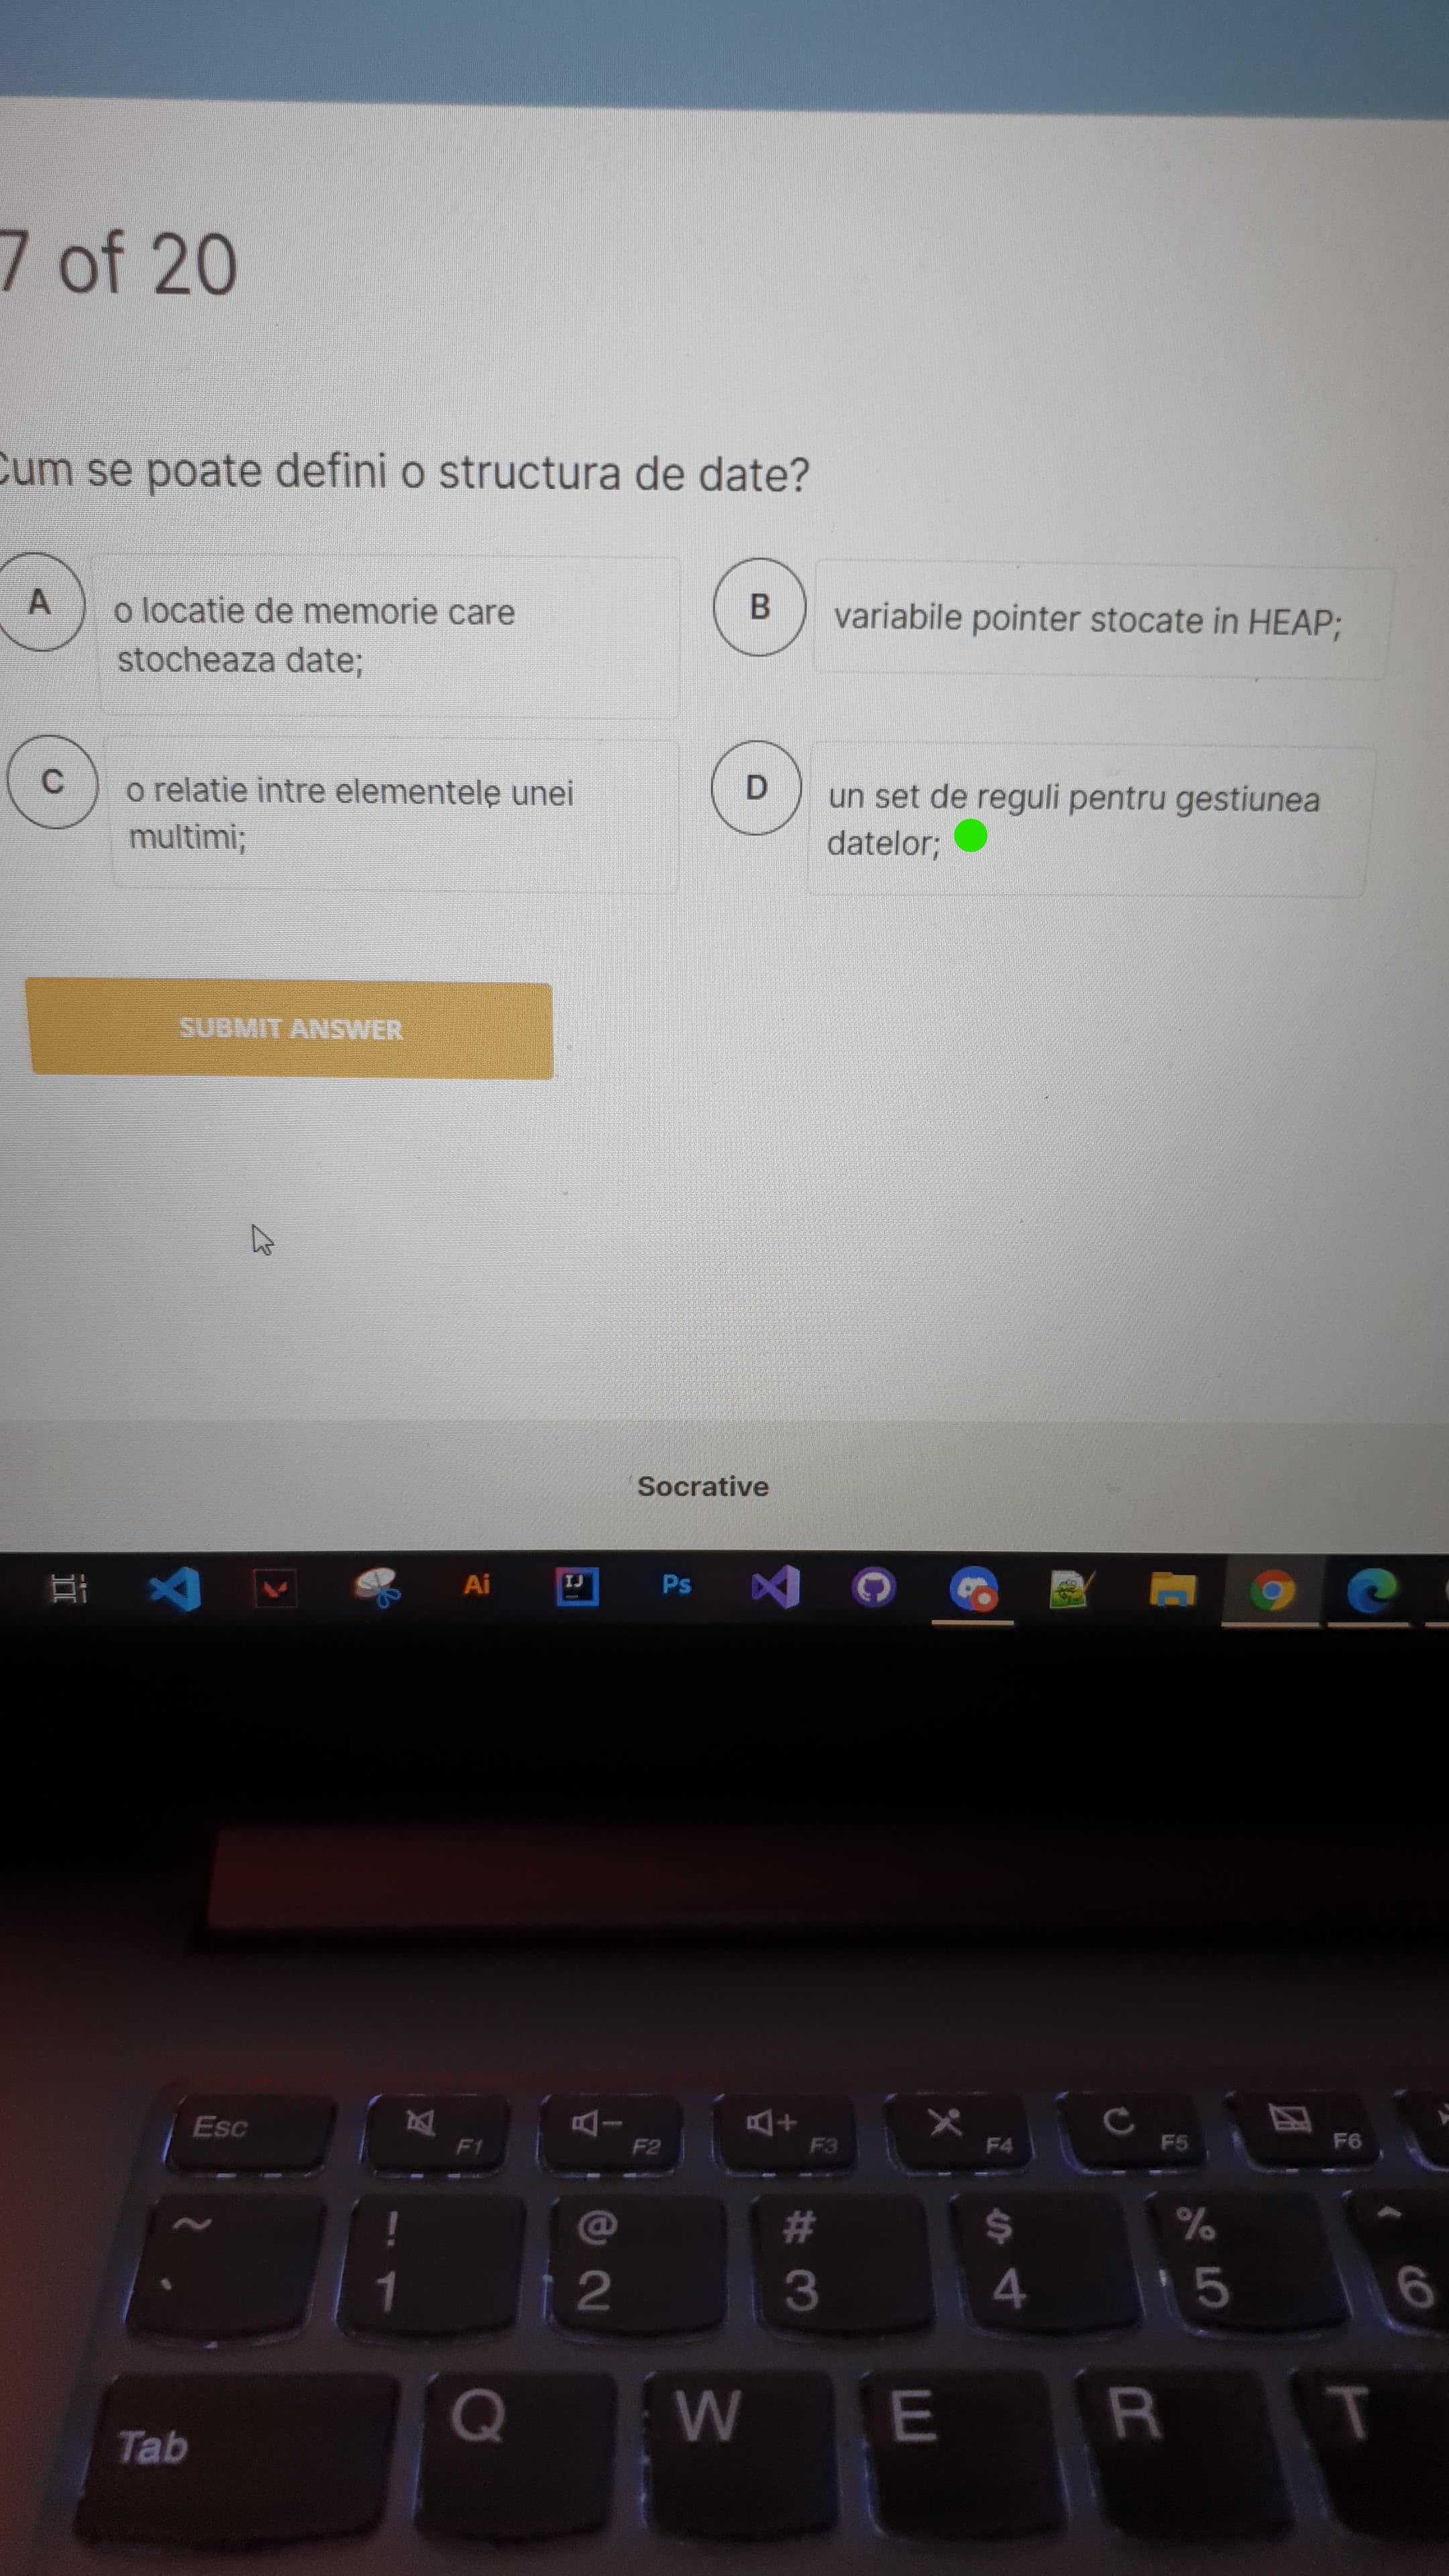 7 of 20
Cum se poate defini o structura de date?
A
o locatie de memorie care
stocheaza date;
B
variabile pointer stocate in HEAP;
C
o relatie intre elementele unei
multimi;
D
un set de reguli pentru gestiunea
datelor;
SUBMIT ANSWER
Socrative
Ai
IJ
Ps
Esc
F1
F2
F3
F4
F5
F6
~
`
!
1
@
2
#
3
$
4
%
5
^
6
Tab
Q
W
E
R
T